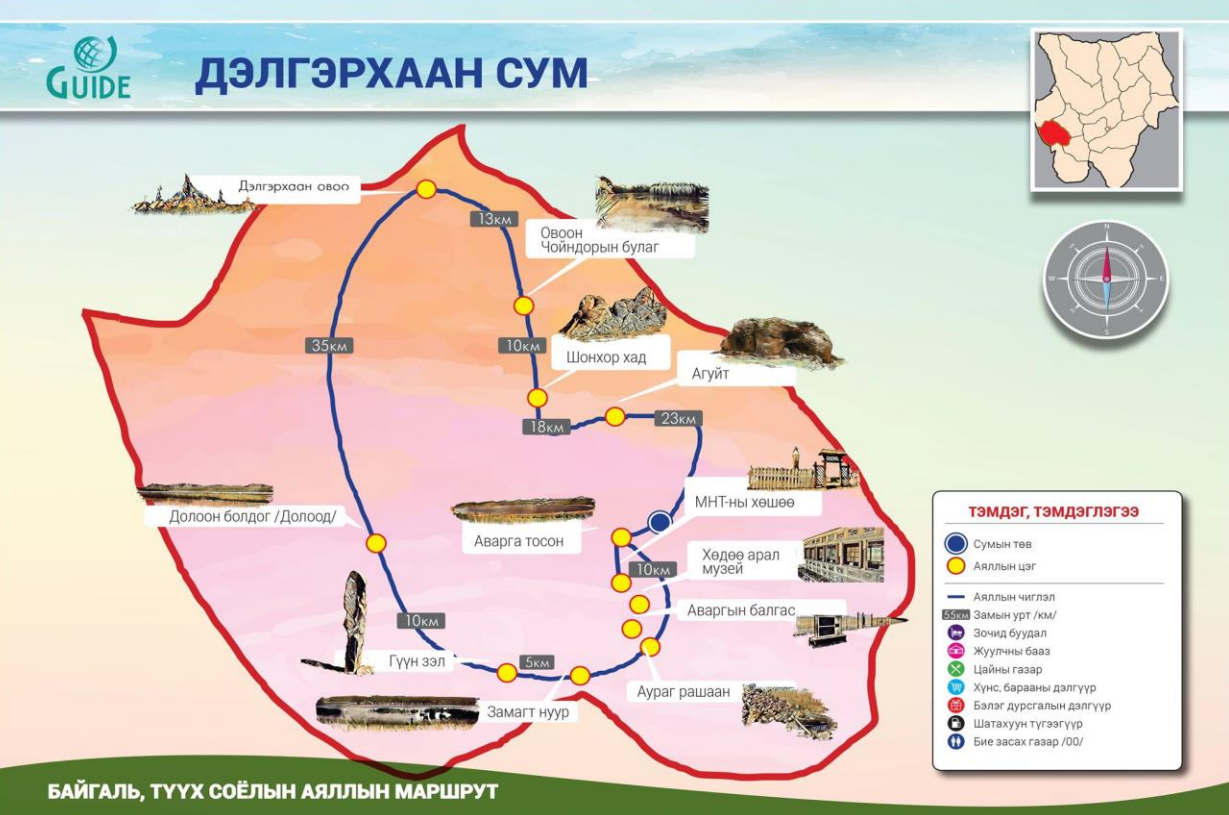 GUIDE
ДЭЛГЭРХААН СУМ
Дэлгэрхаан овоо
13км
Овоон
Чойндорын булаг
35км
10км
Шонхор хад
Агуйт
18км
23км
МНТ-ны хөшөө
Долоон болдог /Долоод/
Аварга тосон
Хөдөө арал
музей
10км
Аваргын балгас
10км
Гүүн зэл
5км
Аураг рашаан
Замагт нуур
N
W
E
S
ТЭМДЭГ, ТЭМДЭГЛЭГЭЭ
Сумын төв
Аяллын цэг
Аяллын чиглэл
55км Замын урт /км/
Зочид буудал
Жуулчны бааз
Цайны газар
Хүнс, барааны дэлгүүр
Бэлэг дурсгалын дэлгүүр
Шатахуун түгээгүүр
Бие засах газар /00/
БАЙГАЛЬ, ТҮҮХ СОЁЛЫН АЯЛЛЫН МАРШРУТ